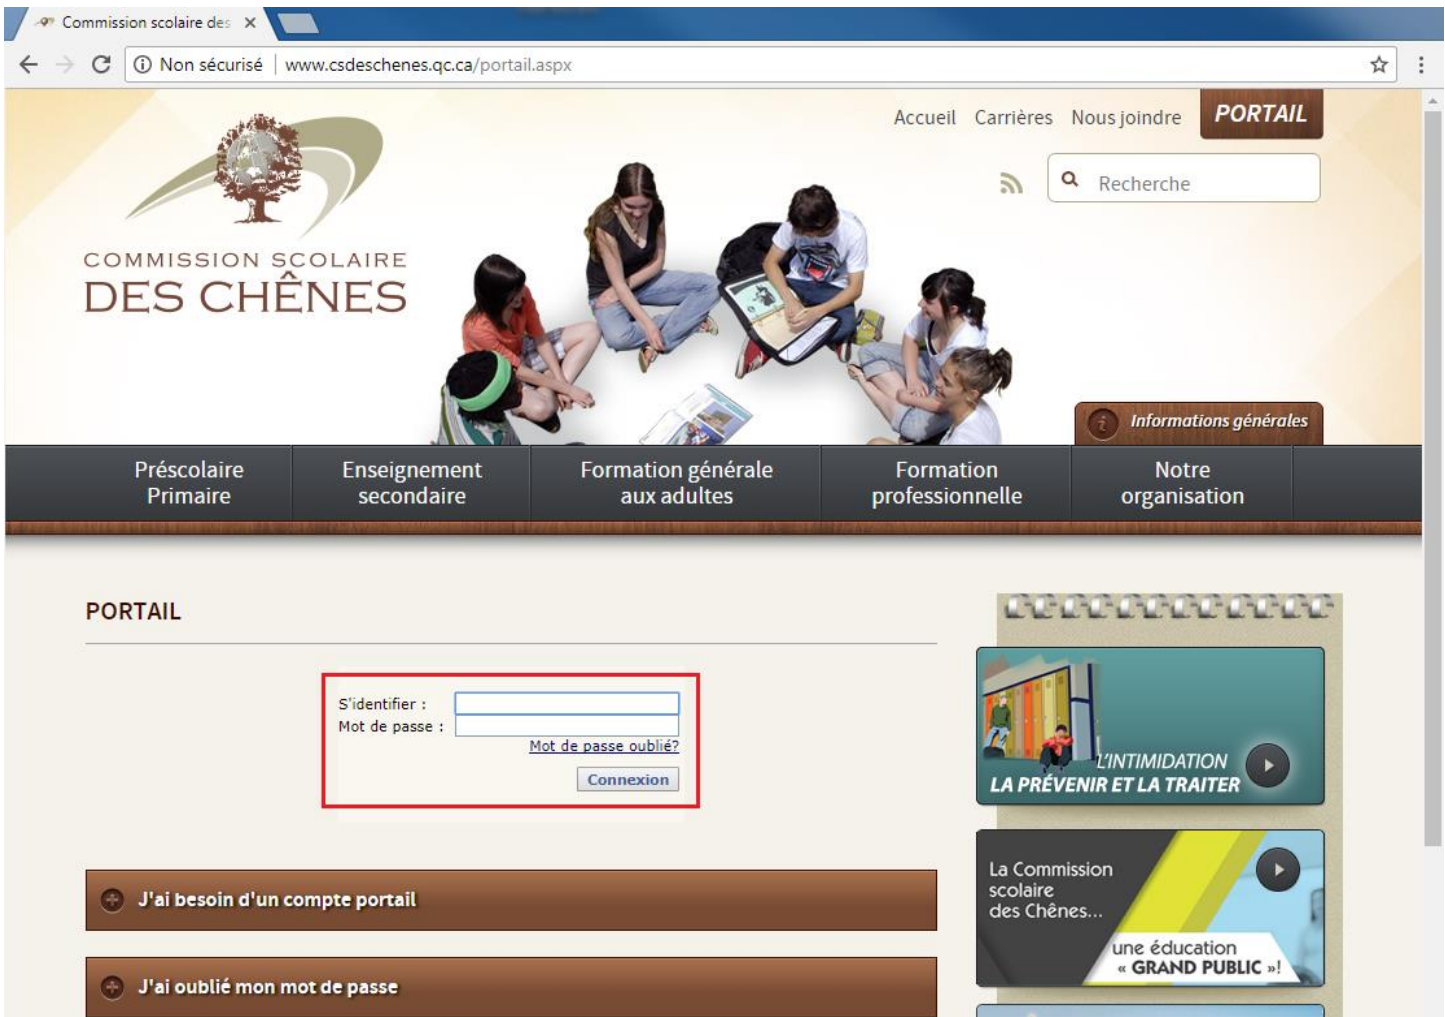 Commission scolaire des
Non sécurisé | www.csdeschenes.qc.ca/portail.aspx
Accueil Carrières Nous joindre PORTAIL
Recherche
COMMISSION SCOLAIRE
DES CHÊNES
Informations générales
Préscolaire
Primaire
Enseignement
secondaire
Formation générale
aux adultes
Formation
professionnelle
Notre
organisation
PORTAIL
S'identifier :
Mot de passe :
Mot de passe oublié?
Connexion
J'ai besoin d'un compte portail
J'ai oublié mon mot de passe
L'INTIMIDATION
LA PRÉVENIR ET LA TRAITER
La Commission
scolaire
des Chênes...
une éducation
« GRAND PUBLIC »!